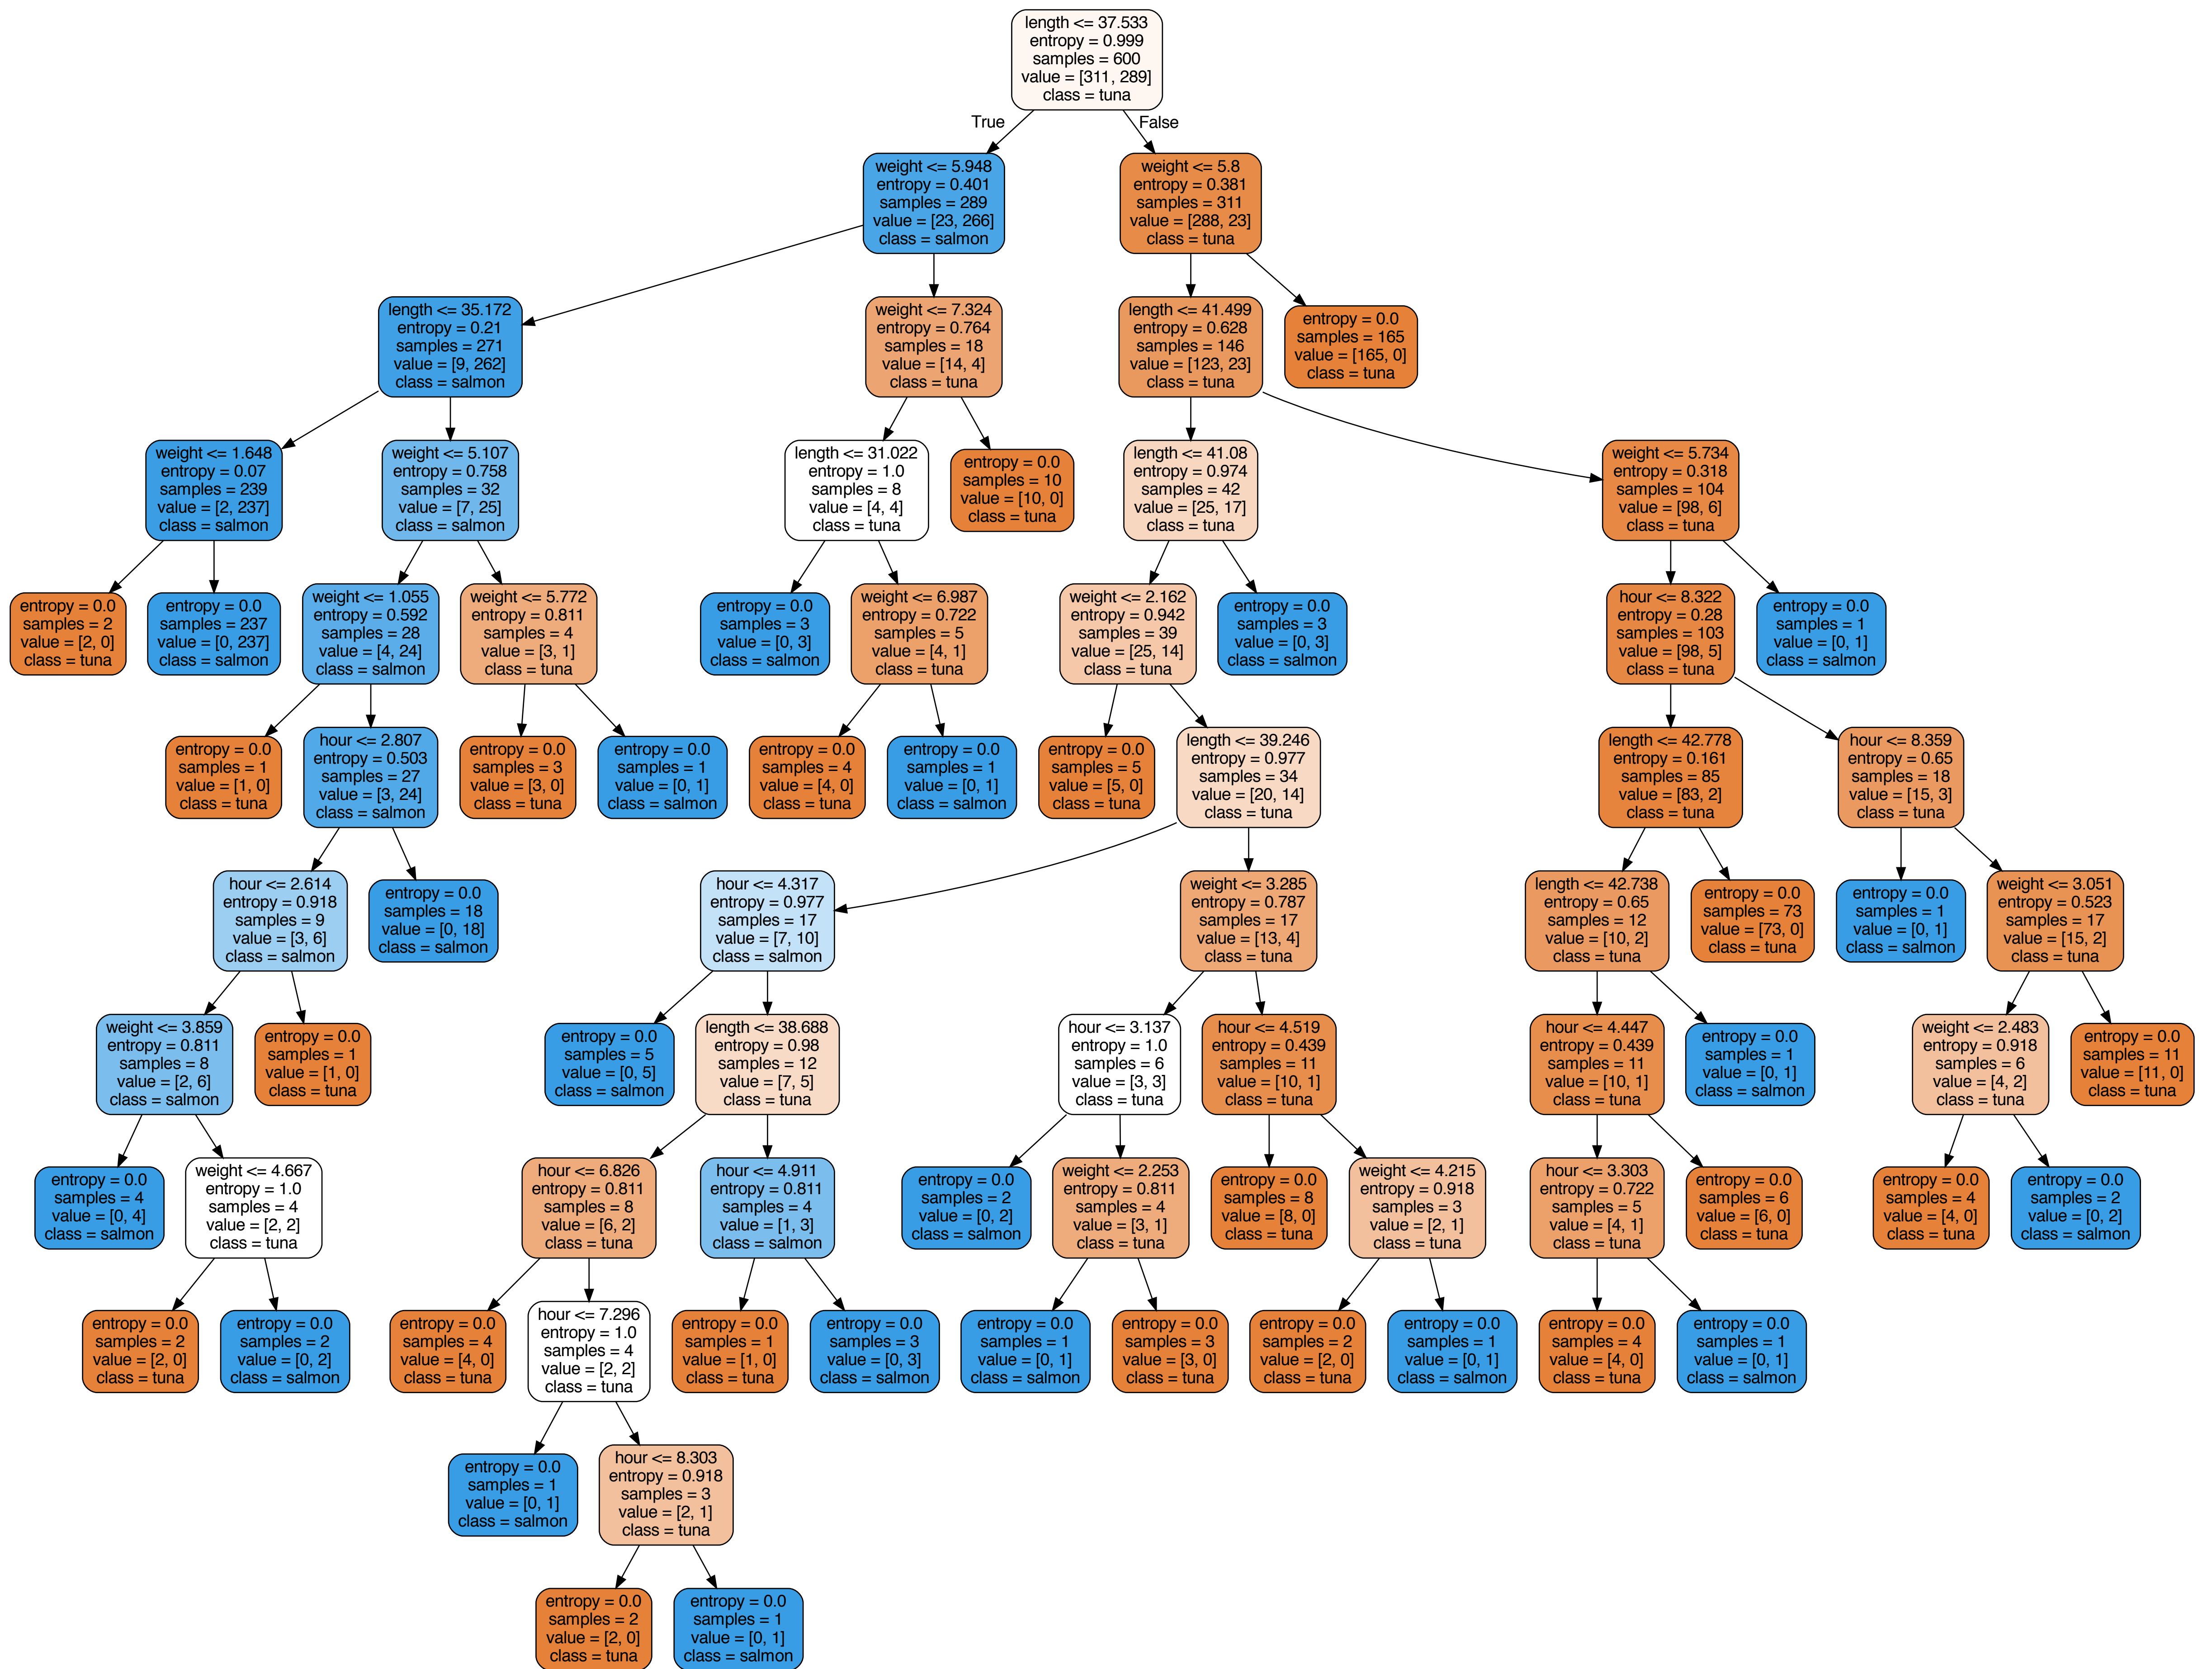 length <= 37.533
entropy = 0.999
samples = 600
value = [311, 289]
class = tuna
True
False
weight <= 5.948
entropy = 0.401
samples = 289
value = [23, 266]
class = salmon
weight <= 5.8
entropy = 0.381
samples = 311
value = [288, 23]
class = tuna
length <= 35.172
entropy = 0.21
samples = 271
value = [9, 262]
class = salmon
weight <= 7.324
entropy = 0.764
samples = 18
value = [14, 4]
class = tuna
length <= 41.499
entropy = 0.628
samples = 146
value = [123, 23]
class = tuna
entropy = 0.0
samples = 165
value = [165, 0]
class = tuna
weight <= 1.648
entropy = 0.07
samples = 239
value = [2, 237]
class = salmon
weight <= 5.107
entropy = 0.758
samples = 32
value = [7, 25]
class = salmon
length <= 31.022
entropy = 1.0
samples = 8
value = [4, 4]
class = tuna
entropy = 0.0
samples = 10
value = [10, 0]
class = tuna
length <= 41.08
entropy = 0.974
samples = 42
value = [25, 17]
class = tuna
weight <= 5.734
entropy = 0.318
samples = 104
value = [98, 6]
class = tuna
entropy = 0.0
samples = 2
value = [2, 0]
class = tuna
entropy = 0.0
samples = 237
value = [0, 237]
class = salmon
weight <= 1.055
entropy = 0.592
samples = 28
value = [4, 24]
class = salmon
weight <= 5.772
entropy = 0.811
samples = 4
value = [3, 1]
class = tuna
entropy = 0.0
samples = 3
value = [0, 3]
class = salmon
weight <= 6.987
entropy = 0.722
samples = 5
value = [4, 1]
class = tuna
weight <= 2.162
entropy = 0.942
samples = 39
value = [25, 14]
class = tuna
entropy = 0.0
samples = 3
value = [0, 3]
class = salmon
hour <= 8.322
entropy = 0.28
samples = 103
value = [98, 5]
class = tuna
entropy = 0.0
samples = 1
value = [0, 1]
class = salmon
entropy = 0.0
samples = 1
value = [1, 0]
class = tuna
hour <= 2.807
entropy = 0.503
samples = 27
value = [3, 24]
class = salmon
entropy = 0.0
samples = 3
value = [3, 0]
class = tuna
entropy = 0.0
samples = 1
value = [0, 1]
class = salmon
entropy = 0.0
samples = 4
value = [4, 0]
class = tuna
entropy = 0.0
samples = 1
value = [0, 1]
class = salmon
entropy = 0.0
samples = 5
value = [5, 0]
class = tuna
length <= 39.246
entropy = 0.977
samples = 34
value = [20, 14]
class = tuna
length <= 42.778
entropy = 0.161
samples = 85
value = [83, 2]
class = tuna
hour <= 8.359
entropy = 0.65
samples = 18
value = [15, 3]
class = tuna
hour <= 2.614
entropy = 0.918
samples = 9
value = [3, 6]
class = salmon
entropy = 0.0
samples = 18
value = [0, 18]
class = salmon
hour <= 4.317
entropy = 0.977
samples = 17
value = [7, 10]
class = salmon
weight <= 3.285
entropy = 0.787
samples = 17
value = [13, 4]
class = tuna
length <= 42.738
entropy = 0.65
samples = 12
value = [10, 2]
class = tuna
entropy = 0.0
samples = 73
value = [73, 0]
class = tuna
entropy = 0.0
samples = 1
value = [0, 1]
class = salmon
weight <= 3.051
entropy = 0.523
samples = 17
value = [15, 2]
class = tuna
weight <= 3.859
entropy = 0.811
samples = 8
value = [2, 6]
class = salmon
entropy = 0.0
samples = 1
value = [1, 0]
class = tuna
entropy = 0.0
samples = 5
value = [0, 5]
class = salmon
length <= 38.688
entropy = 0.98
samples = 12
value = [7, 5]
class = tuna
hour <= 3.137
entropy = 1.0
samples = 6
value = [3, 3]
class = tuna
hour <= 4.519
entropy = 0.439
samples = 11
value = [10, 1]
class = tuna
hour <= 4.447
entropy = 0.439
samples = 11
value = [10, 1]
class = tuna
entropy = 0.0
samples = 1
value = [0, 1]
class = salmon
weight <= 2.483
entropy = 0.918
samples = 6
value = [4, 2]
class = tuna
entropy = 0.0
samples = 11
value = [11, 0]
class = tuna
entropy = 0.0
samples = 4
value = [0, 4]
class = salmon
weight <= 4.667
entropy = 1.0
samples = 4
value = [2, 2]
class = tuna
hour <= 6.826
entropy = 0.811
samples = 8
value = [6, 2]
class = tuna
hour <= 4.911
entropy = 0.811
samples = 4
value = [1, 3]
class = salmon
entropy = 0.0
samples = 2
value = [0, 2]
class = salmon
weight <= 2.253
entropy = 0.811
samples = 4
value = [3, 1]
class = tuna
entropy = 0.0
samples = 8
value = [8, 0]
class = tuna
weight <= 4.215
entropy = 0.918
samples = 3
value = [2, 1]
class = tuna
hour <= 3.303
entropy = 0.722
samples = 5
value = [4, 1]
class = tuna
entropy = 0.0
samples = 6
value = [6, 0]
class = tuna
entropy = 0.0
samples = 4
value = [4, 0]
class = tuna
entropy = 0.0
samples = 2
value = [0, 2]
class = salmon
entropy = 0.0
samples = 2
value = [2, 0]
class = tuna
entropy = 0.0
samples = 2
value = [0, 2]
class = salmon
entropy = 0.0
samples = 4
value = [4, 0]
class = tuna
hour <= 7.296
entropy = 1.0
samples = 4
value = [2, 2]
class = tuna
entropy = 0.0
samples = 1
value = [1, 0]
class = tuna
entropy = 0.0
samples = 3
value = [0, 3]
class = salmon
entropy = 0.0
samples = 1
value = [0, 1]
class = salmon
entropy = 0.0
samples = 3
value = [3, 0]
class = tuna
entropy = 0.0
samples = 2
value = [2, 0]
class = tuna
entropy = 0.0
samples = 1
value = [0, 1]
class = salmon
entropy = 0.0
samples = 4
value = [4, 0]
class = tuna
entropy = 0.0
samples = 1
value = [0, 1]
class = salmon
entropy = 0.0
samples = 1
value = [0, 1]
class = salmon
hour <= 8.303
entropy = 0.918
samples = 3
value = [2, 1]
class = tuna
entropy = 0.0
samples = 2
value = [2, 0]
class = tuna
entropy = 0.0
samples = 1
value = [0, 1]
class = salmon